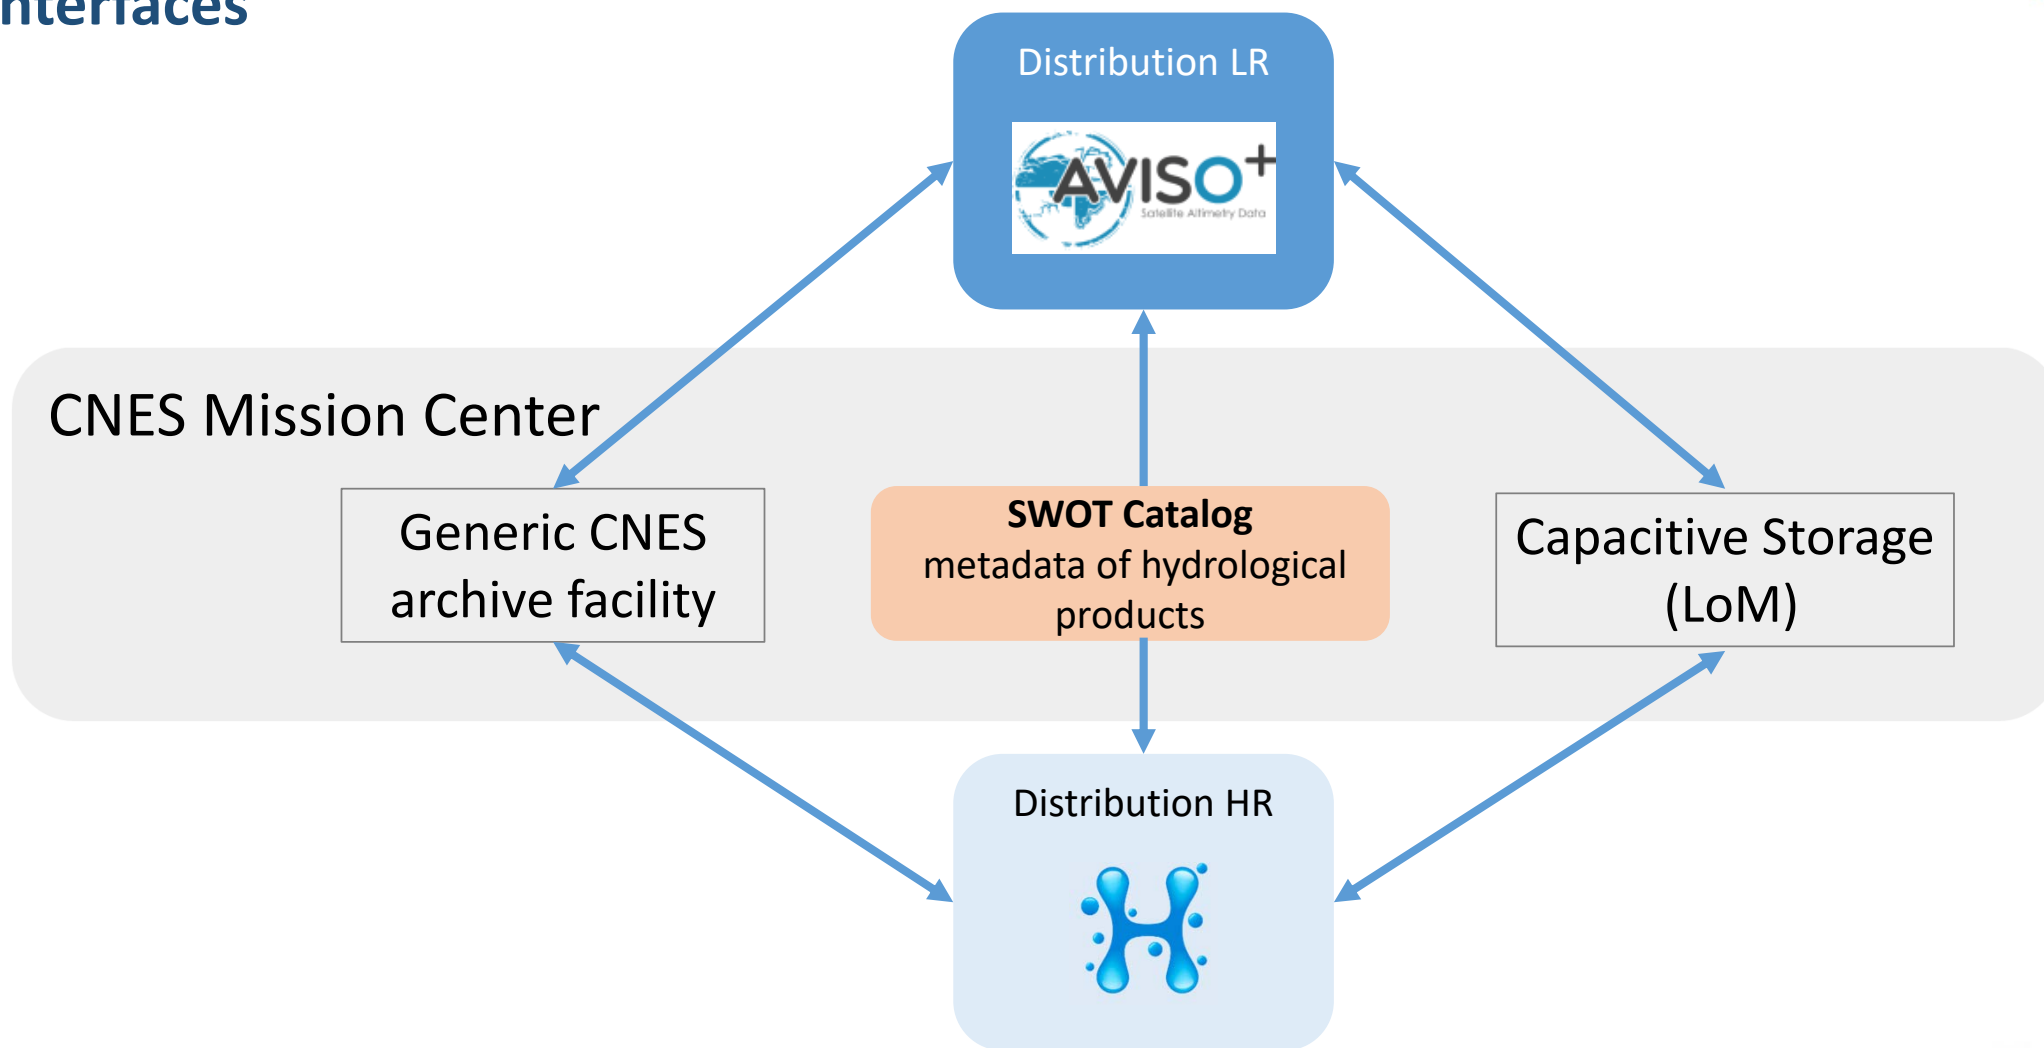 nterfaces
Distribution LR
AVISO+
Satellite Altimetry Data
CNES Mission Center
Generic CNES
archive facility
SWOT Catalog
metadata of hydrological
products
Capacitive Storage
(LoM)
Distribution HR
H